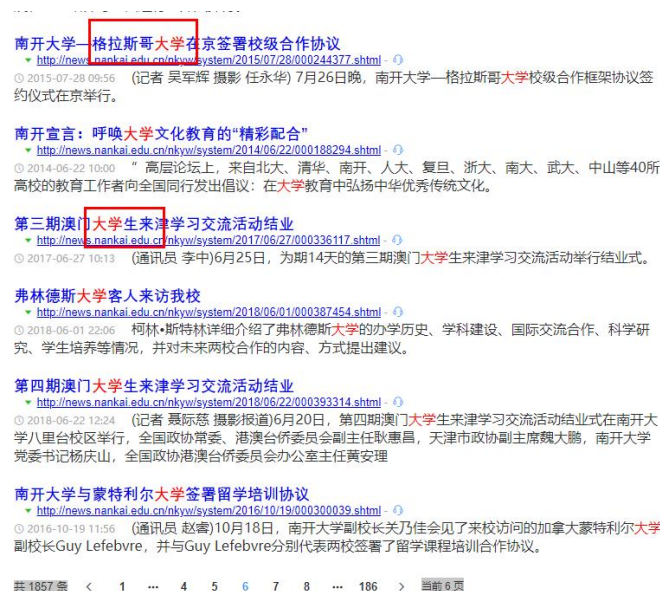 南开大学—格拉斯哥大学在京签署校级合作协议
http://news.nankai.edu.cn/nkyw/system/2015/07/28/000244377.shtml -
2015-07-28 09:56 (记者 吴军辉 摄影 任永华) 7月26日晚，南开大学—格拉斯哥大学校级合作框架协议签
约仪式在京举行。
南开宣言：呼唤大学文化教育的“精彩配合”
http://news.nankai.edu.cn/nkyw/system/2014/06/22/000188294.shtml -
2014-06-22 10:00 “ 高层论坛上，来自北大、清华、南开、人大、复旦、浙大、南大、武大、中山等40所
高校的教育工作者向全国同行发出倡议：在大学教育中弘扬中华优秀传统文化。
第三期澳门大学生来津学习交流活动结业
http://news.nankai.edu.cn/nkyw/system/2017/06/27/000336117.shtml -
2017-06-27 10:13 (通讯员 李中)6月25日，为期14天的第三期澳门大学生来津学习交流活动举行结业式。
弗林德斯大学客人来访我校
http://news.nankai.edu.cn/nkyw/system/2018/06/01/000387454.shtml -
2018-06-01 22:06 柯林•斯特林详细介绍了弗林德斯大学的办学历史、学科建设、国际交流合作、科学研
究、学生培养等情况，并对未来两校合作的内容、方式提出建议。
第四期澳门大学生来津学习交流活动结业
http://news.nankai.edu.cn/nkyw/system/2018/06/22/000393314.shtml -
2018-06-22 12:24 (记者 聂际慈 摄影报道)6月20日，第四期澳门大学生来津学习交流活动结业式在南开大
学八里台校区举行，全国政协常委、港澳台侨委员会副主任耿惠昌，天津市政协副主席魏大鹏，南开大学
党委书记杨庆山，全国政协港澳台侨委员会办公室主任黄安理
南开大学与蒙特利尔大学签署留学培训协议
http://news.nankai.edu.cn/nkyw/system/2016/10/19/000300039.shtml -
2016-10-19 11:56 (通讯员 赵睿)10月18日，南开大学副校长关乃佳会见了来校访问的加拿大蒙特利尔大学
副校长Guy Lefebvre，并与Guy Lefebvre分别代表两校签署了留学课程培训合作协议。
共 1857 条 < 1 ··· 4 5 6 7 8 ··· 186 > 当前 6 页